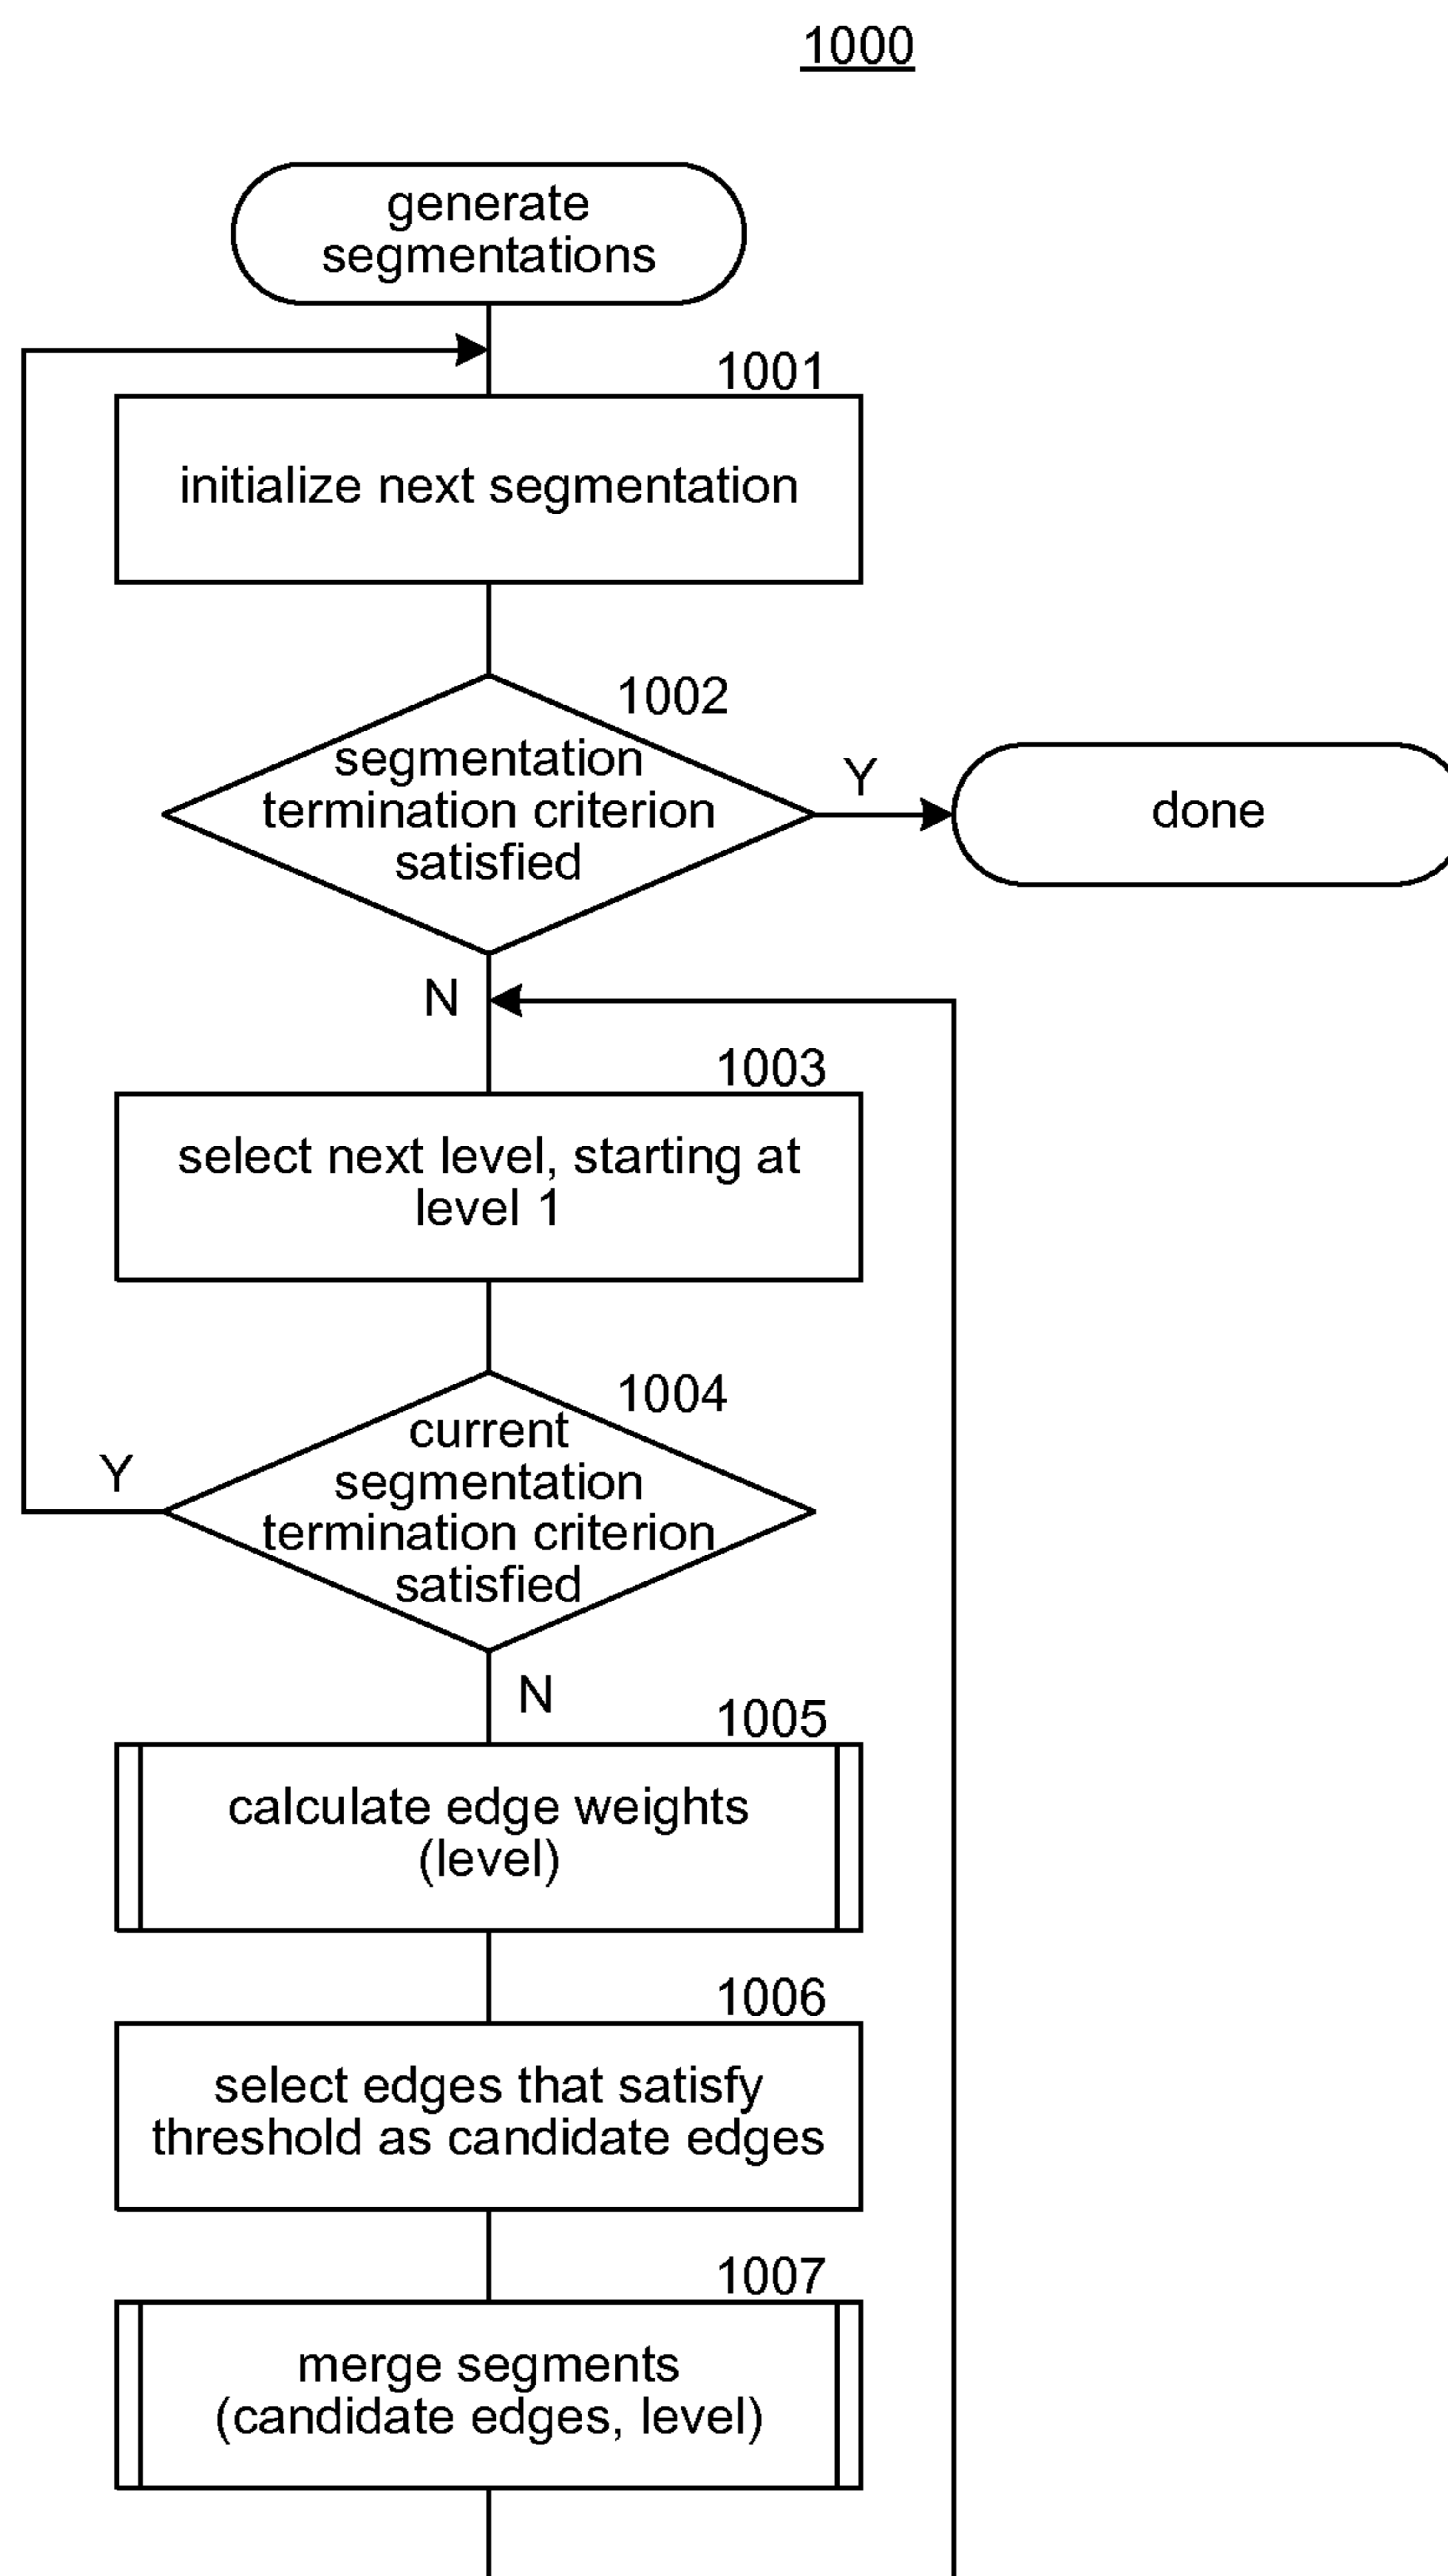 1000
generate
segmentations
1001
initialize next segmentation
1002
segmentation
termination criterion
satisfied
Y
done
N
1003
select next level, starting at
level 1
1004
current
segmentation
termination criterion
satisfied
Y
N
1005
calculate edge weights
(level)
1006
select edges that satisfy
threshold as candidate edges
1007
merge segments
(candidate edges, level)